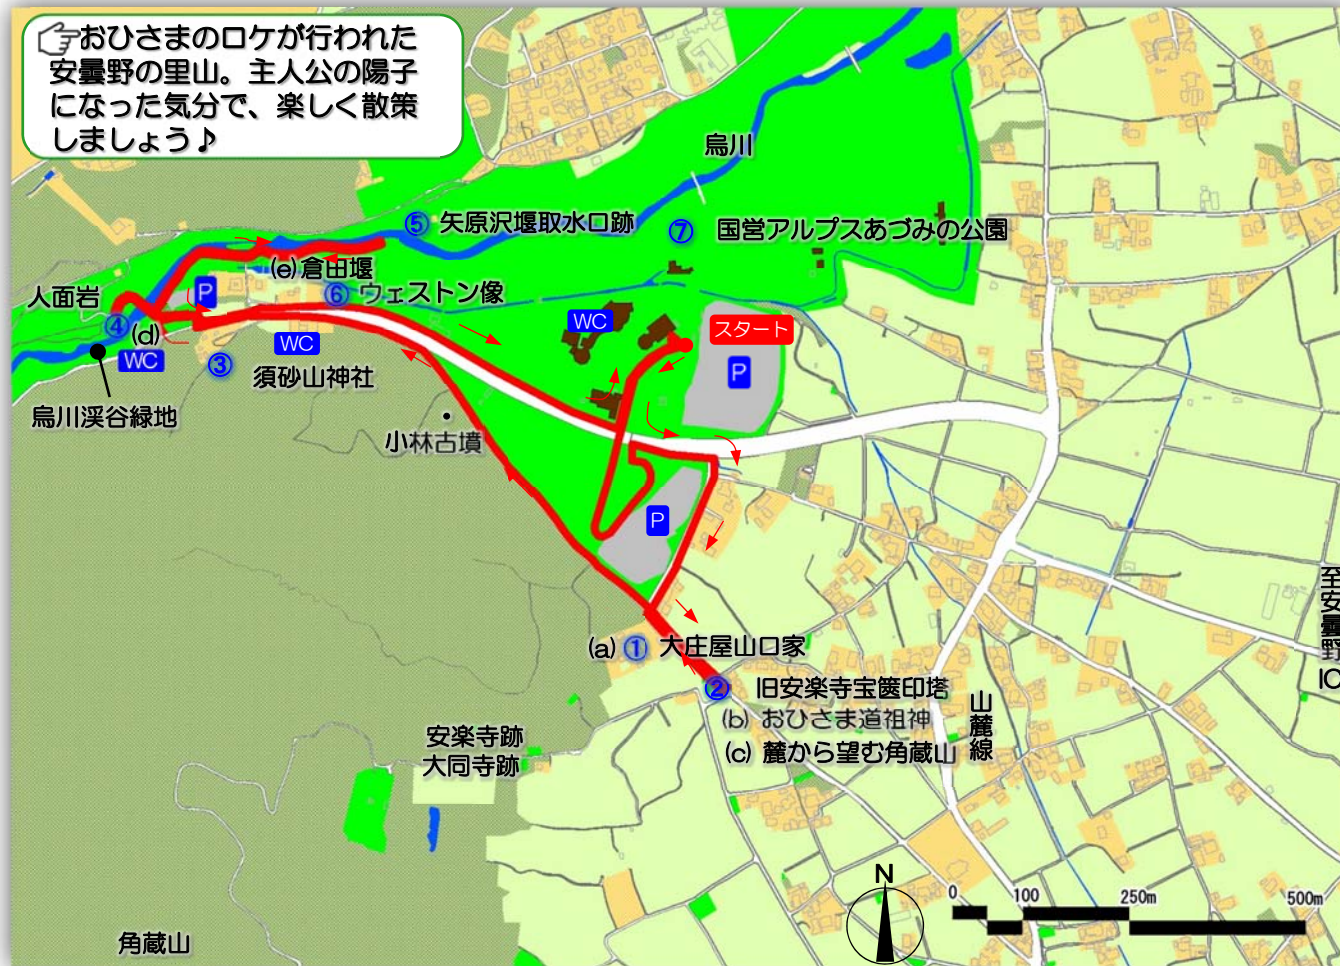 おひさまのロケが行われた
安曇野の里山。主人公の陽子
になった気分で、楽しく散策
しましょう♪
烏川
⑤ 矢原沢堰取水口跡
⑦ 国営アルプスあづみの公園
(e)倉田堰
人面岩
P
⑥ ウェストン像
④ (d)
WC
WC
WC
スタート
P
③ 須砂山神社
烏川渓谷緑地
小林古墳
P
至安曇野IC
(a) ① 大庄屋山口家
② 旧安楽寺宝篋印塔
(b) おひさま道祖神
(c) 麓から望む角蔵山
山麓線
安楽寺跡
大同寺跡
角蔵山
N
0 100 250m 500m